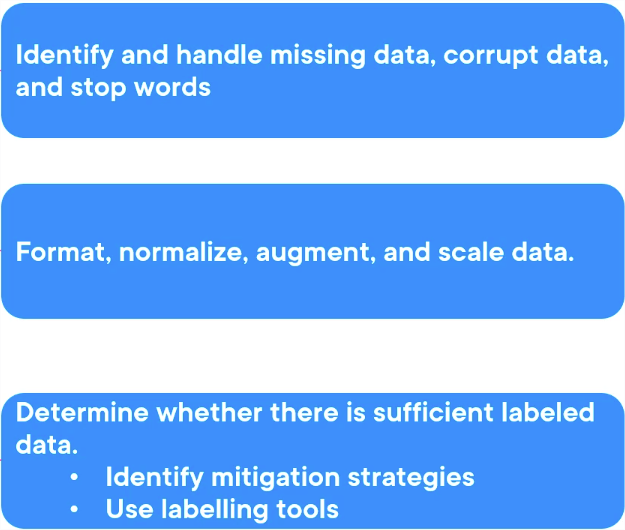 Identify and handle missing data, corrupt data,
and stop words
Format, normalize, augment, and scale data.
Determine whether there is sufficient labeled
data.
• Identify mitigation strategies
• Use labelling tools